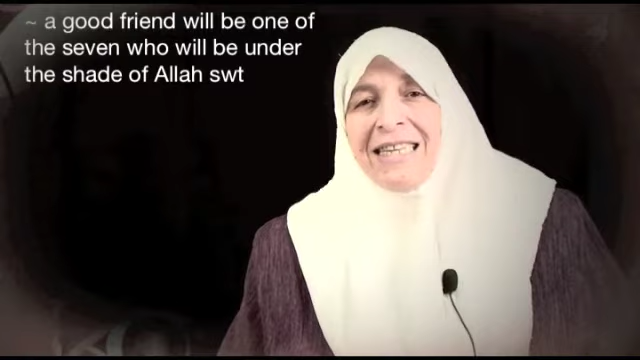 ~ a good friend will be one of
the seven who will be under
the shade of Allah swt